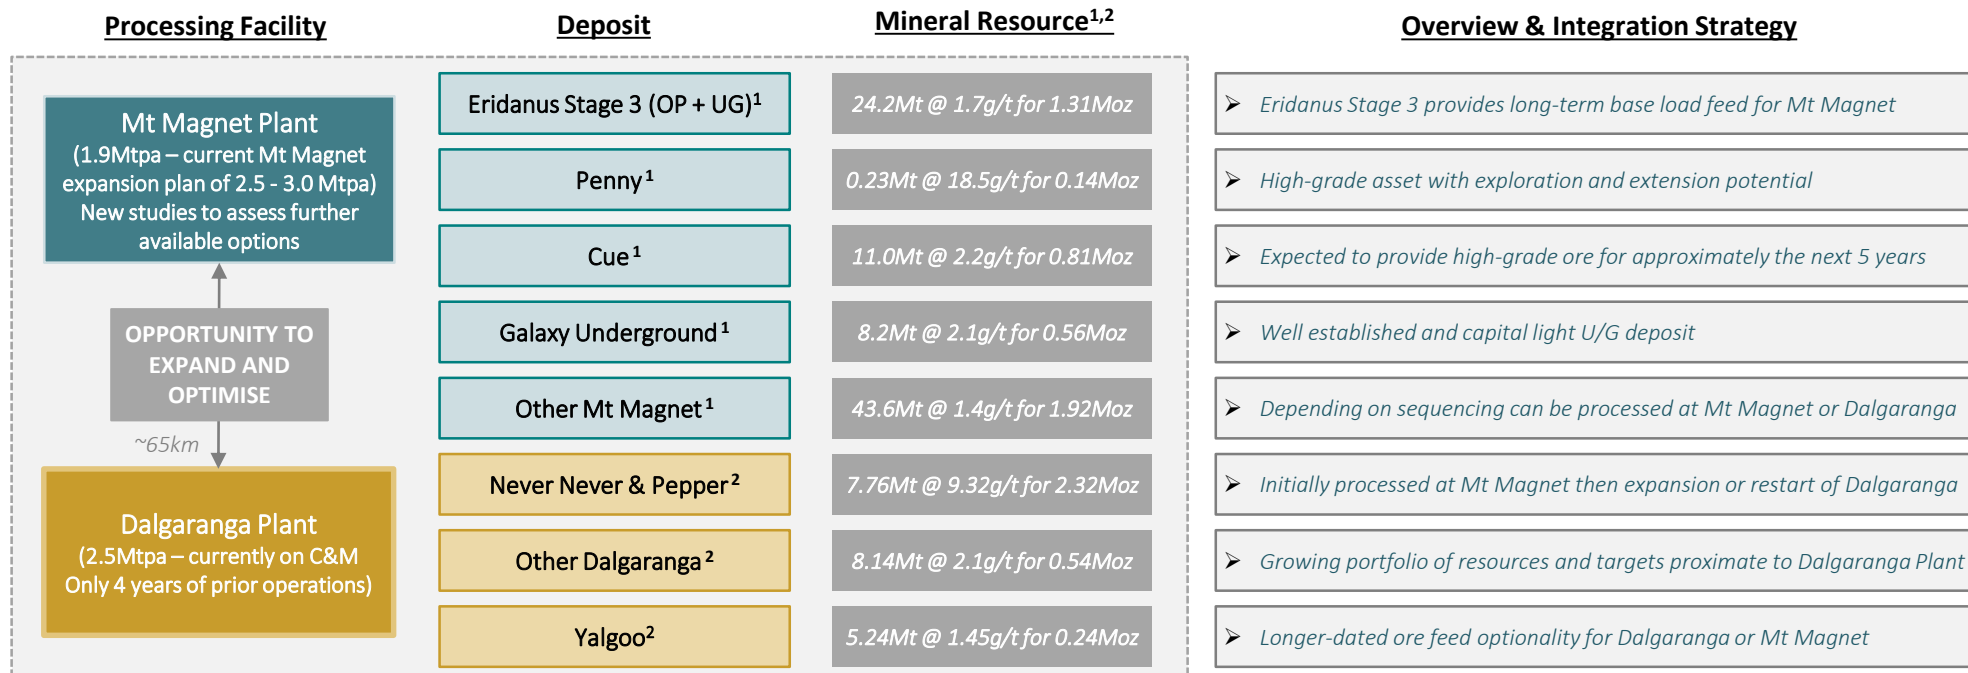 Processing Facility
Deposit
Mineral Resource1,2
Overview & Integration Strategy
Mt Magnet Plant
(1.9Mtpa – current Mt Magnet
expansion plan of 2.5 - 3.0 Mtpa)
New studies to assess further
available options
OPPORTUNITY TO
EXPAND AND
OPTIMISE
~65km
Dalgaranga Plant
(2.5Mtpa – currently on C&M
Only 4 years of prior operations)
Eridanus Stage 3 (OP + UG)1
24.2Mt @ 1.7g/t for 1.31Moz
➢ Eridanus Stage 3 provides long-term base load feed for Mt Magnet
Penny1
0.23Mt @ 18.5g/t for 0.14Moz
➢ High-grade asset with exploration and extension potential
Cue1
11.0Mt @ 2.2g/t for 0.81Moz
➢ Expected to provide high-grade ore for approximately the next 5 years
Galaxy Underground1
8.2Mt @ 2.1g/t for 0.56Moz
➢ Well established and capital light U/G deposit
Other Mt Magnet1
43.6Mt @ 1.4g/t for 1.92Moz
➢ Depending on sequencing can be processed at Mt Magnet or Dalgaranga
Never Never & Pepper2
7.76Mt @ 9.32g/t for 2.32Moz
➢ Initially processed at Mt Magnet then expansion or restart of Dalgaranga
Other Dalgaranga2
8.14Mt @ 2.1g/t for 0.54Moz
➢ Growing portfolio of resources and targets proximate to Dalgaranga Plant
Yalgoo2
5.24Mt @ 1.45g/t for 0.24Moz
➢ Longer-dated ore feed optionality for Dalgaranga or Mt Magnet